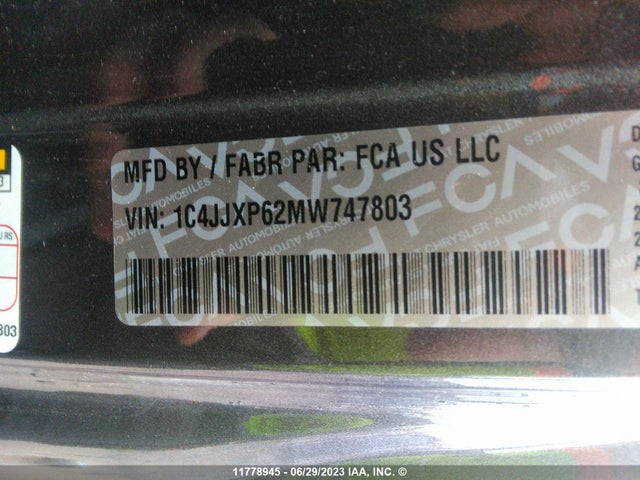 MFD BY / FABR PAR: FCA US LLC
VIN: 1C4JJXP62MW747803
803
11778945 - 06/29/2023 IAA, INC. ©